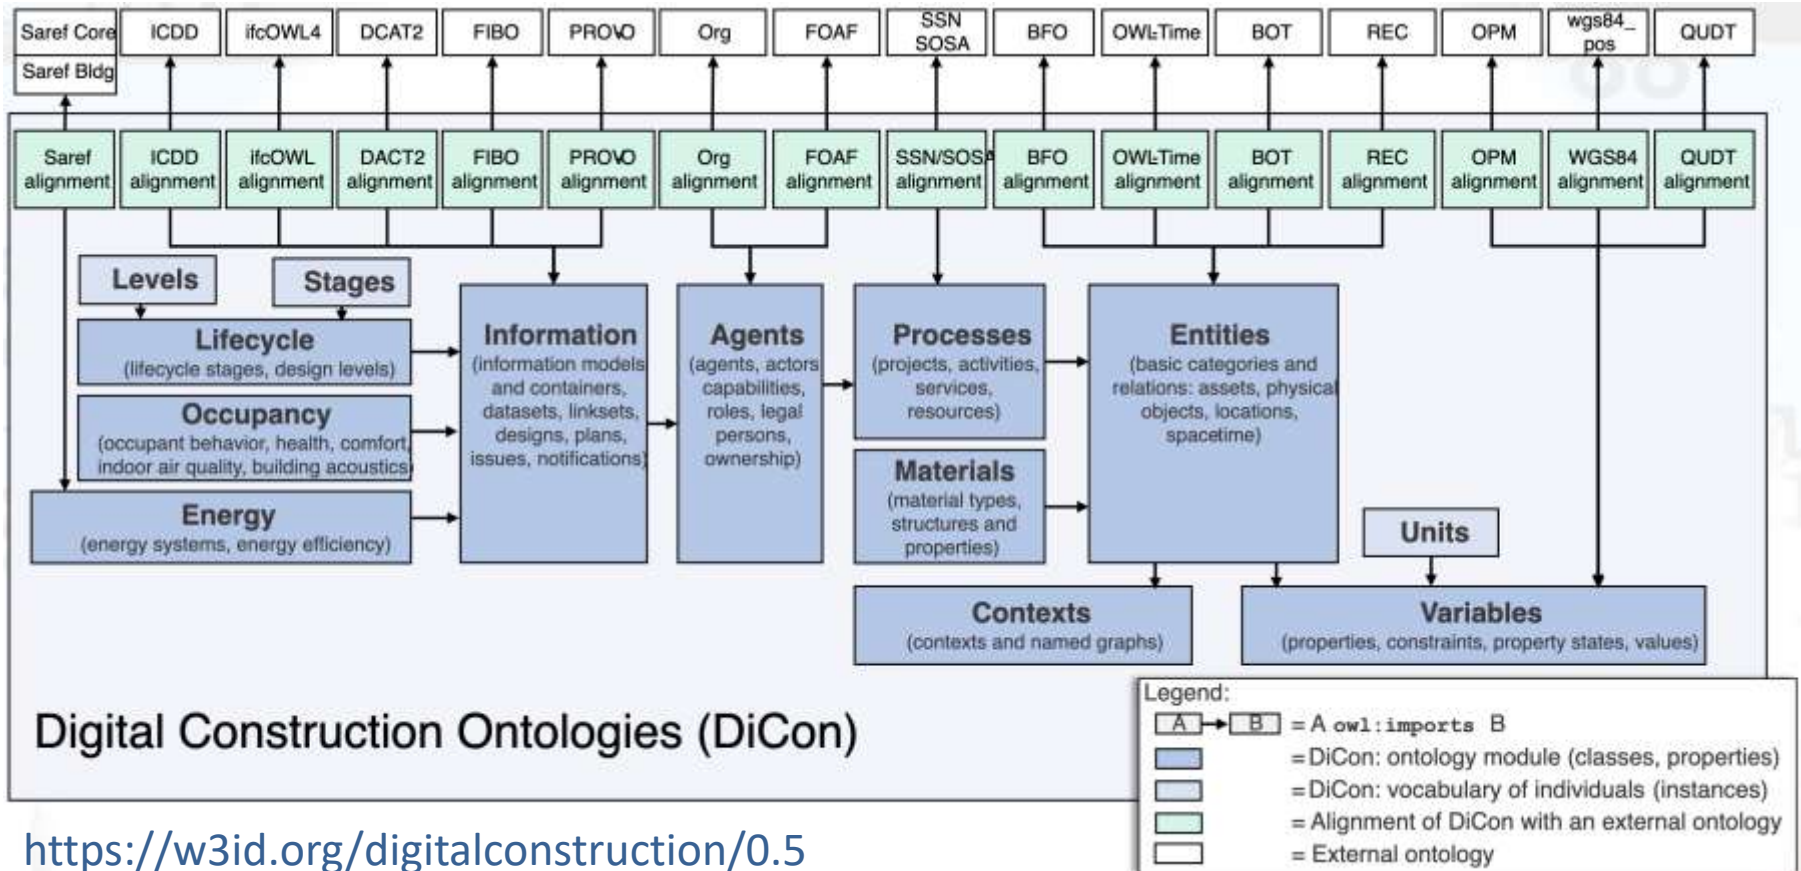 Saref Core
ICDD
ifcOWL4
DCAT2
FIBO
PROVO
Org
FOAF
SSN
SOSA
BFO
OWL-Time
BOT
REC
OPM
wgs84_
pos
QUDT
Saref Bldg
Saref
alignment
ICDD
alignment
ifcOWL
alignment
DACT2
alignment
FIBO
alignment
PROVO
alignment
Org
alignment
FOAF
alignment
SSN/SOSA
alignment
BFO
alignment
OWL-Time
alignment
BOT
alignment
REC
alignment
OPM
alignment
WGS84
alignment
QUDT
alignment
Levels
Stages
Lifecycle
(lifecycle stages, design levels)
Occupancy
(occupant behavior, health, comfort,
indoor air quality, building acoustics)
Energy
(energy systems, energy efficiency)
Information
(information models
and containers,
datasets, linksets,
designs, plans,
issues, notifications)
Agents
(agents, actors
capabilities,
roles, legal
persons,
ownership)
Processes
(projects, activities,
services,
resources)
Materials
(material types,
structures and
properties)
Entities
(basic categories and
relations: assets, physical
objects, locations,
spacetime)
Units
Contexts
(contexts and named graphs)
Variables
(properties, constraints, property states, values)
Digital Construction Ontologies (DiCon)
Legend:
A B = A owl:imports B
= DiCon: ontology module (classes, properties)
= DiCon: vocabulary of individuals (instances)
= Alignment of DiCon with an external ontology
= External ontology
https://w3id.org/digitalconstruction/0.5